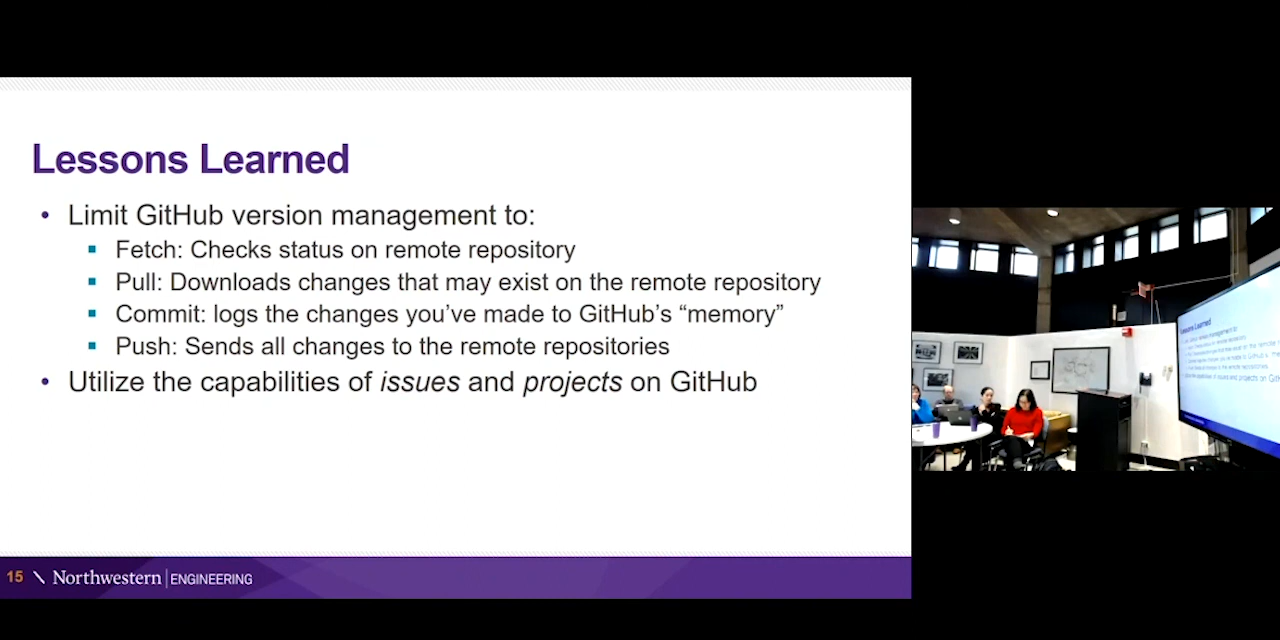 Lessons Learned
• Limit GitHub version management to:
▪ Fetch: Checks status on remote repository
▪ Pull: Downloads changes that may exist on the remote repository
▪ Commit: logs the changes you’ve made to GitHub’s “memory”
▪ Push: Sends all changes to the remote repositories
• Utilize the capabilities of issues and projects on GitHub
15 \ Northwestern | ENGINEERING
Lessons Learned